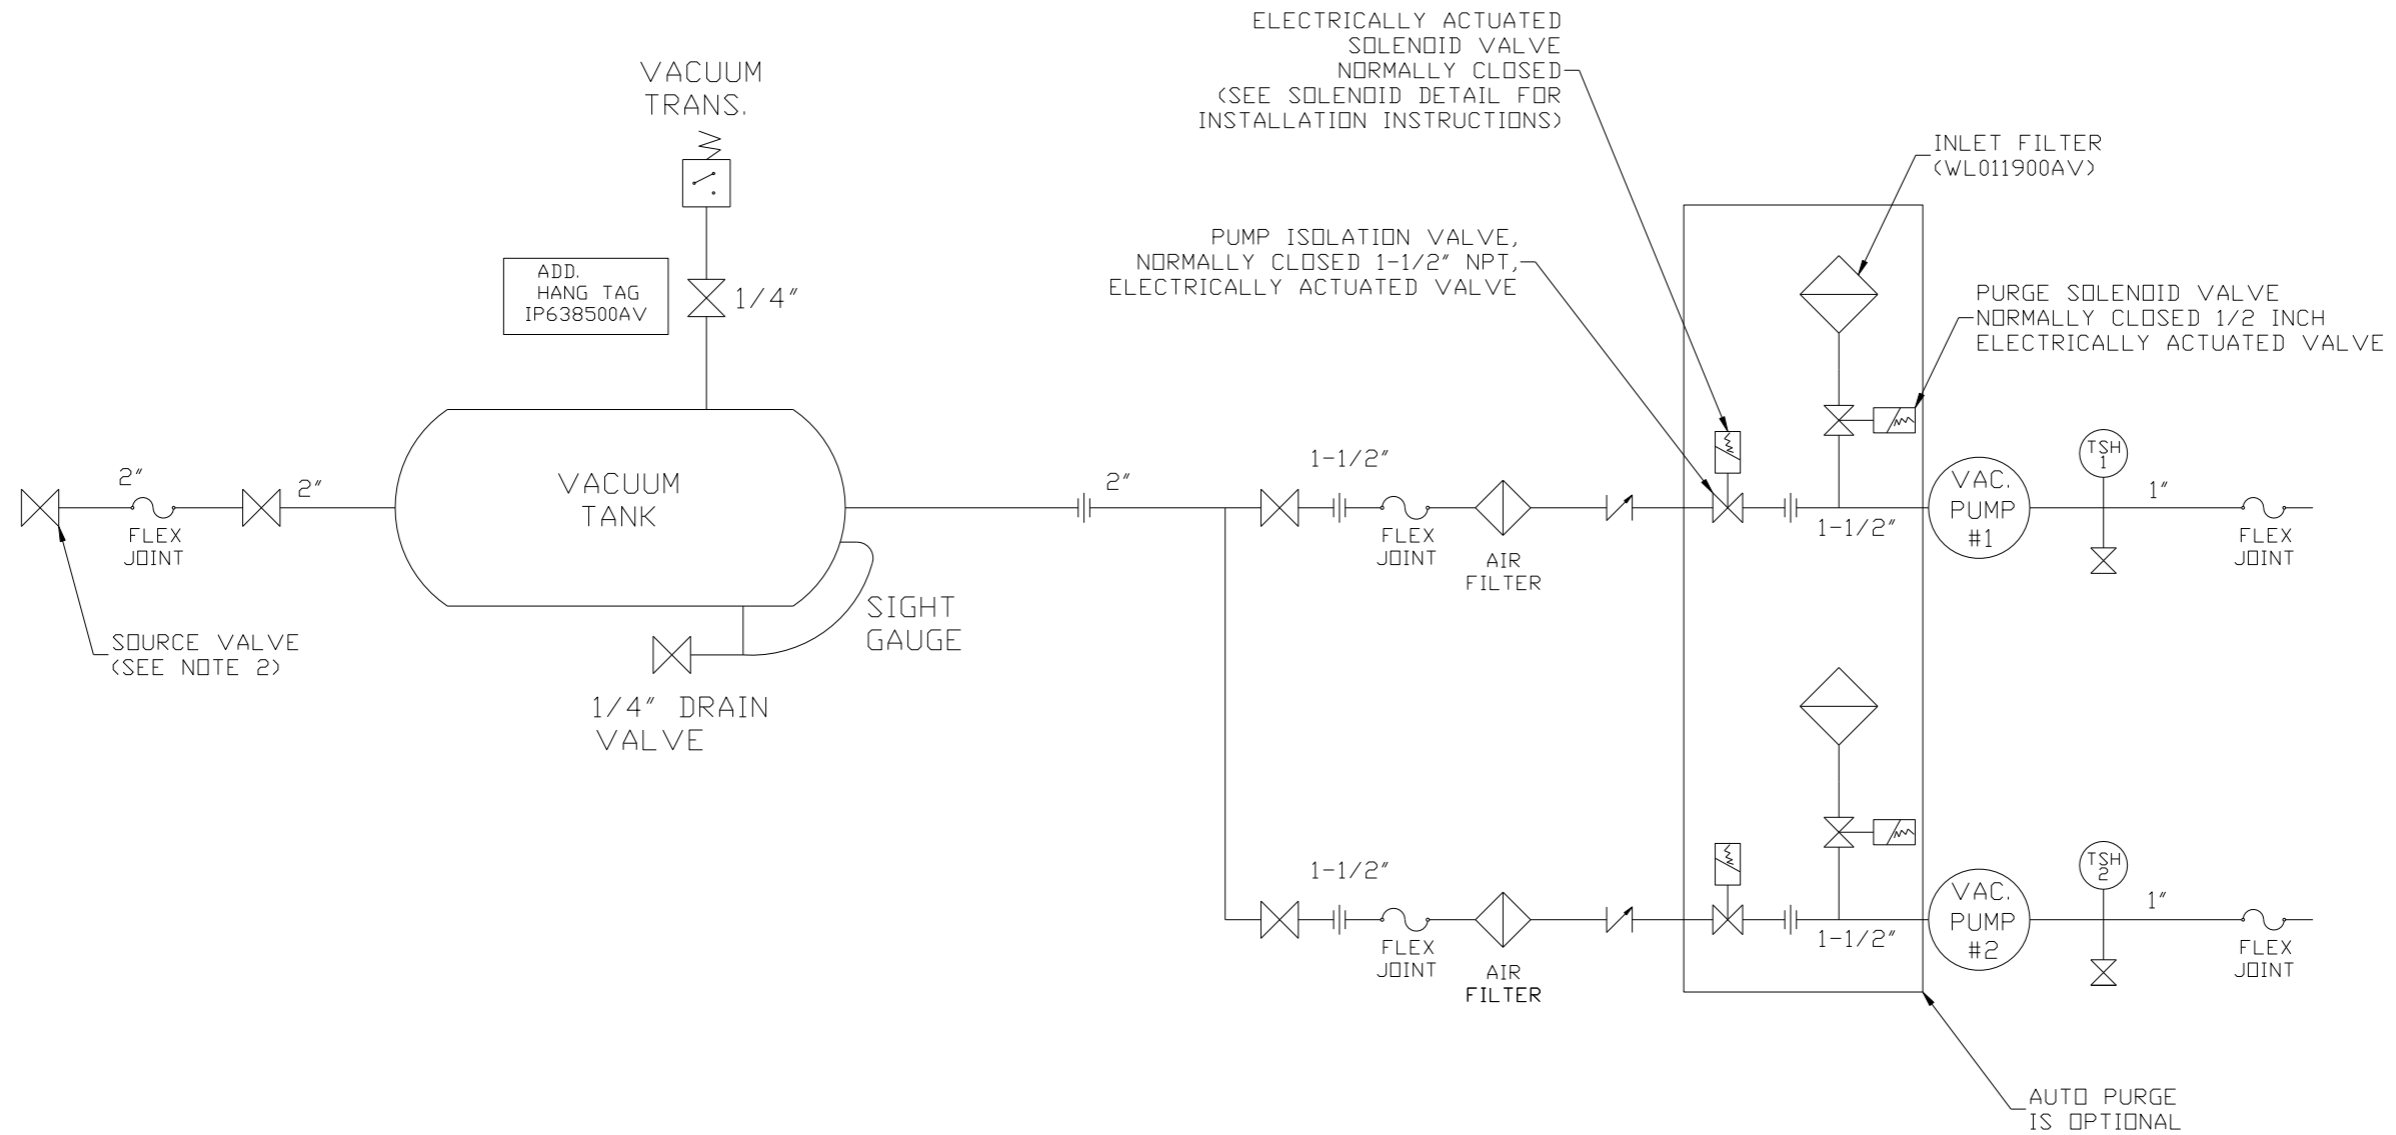 ELECTRICALLY ACTUATED
SOLENOID VALVE
NORMALLY CLOSED
(SEE SOLENOID DETAIL FOR
INSTALLATION INSTRUCTIONS)
VACUUM
TRANS.
INLET FILTER
(WL011900AV)
PUMP ISOLATION VALVE,
NORMALLY CLOSED 1-1/2" NPT,
ELECTRICALLY ACTUATED VALVE
ADD.
HANG TAG
IP638500AV
1/4"
PURGE SOLENOID VALVE
NORMALLY CLOSED 1/2 INCH
ELECTRICALLY ACTUATED VALVE
2"
FLEX
JOINT
2"
VACUUM
TANK
2"
1-1/2"
FLEX
JOINT
AIR
FILTER
1-1/2"
VAC.
PUMP
#1
TSH
1
1"
FLEX
JOINT
SOURCE VALVE
(SEE NOTE 2)
SIGHT
GAUGE
1/4" DRAIN
VALVE
1-1/2"
FLEX
JOINT
AIR
FILTER
1-1/2"
VAC.
PUMP
#2
TSH
2
1"
FLEX
JOINT
AUTO PURGE
IS OPTIONAL